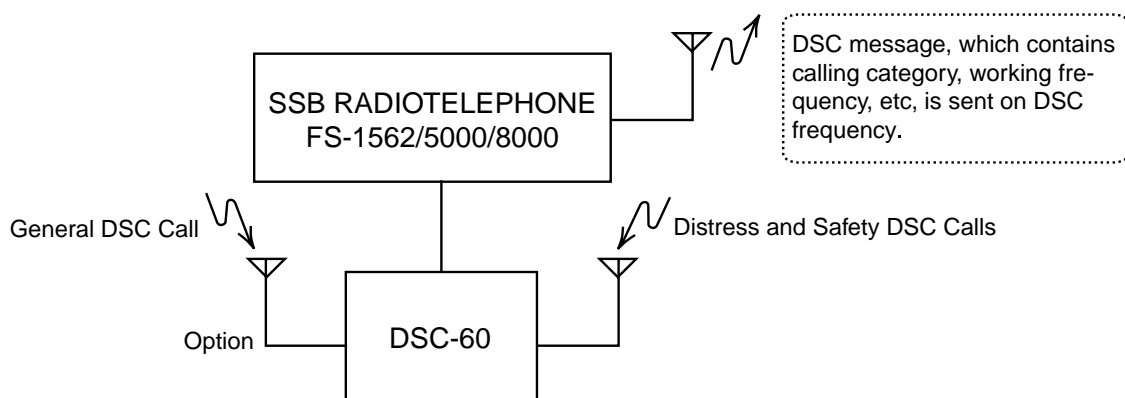 SSB RADIOTELEPHONE
FS-1562/5000/8000
DSC message, which contains
calling category, working fre-
quency, etc, is sent on DSC
frequency.
General DSC Call
Distress and Safety DSC Calls
Option
DSC-60